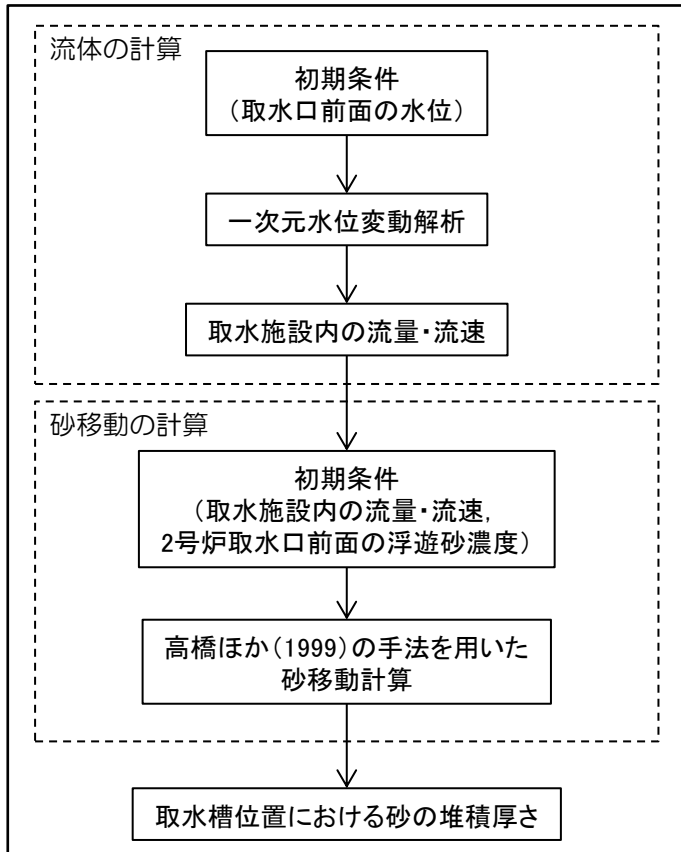 流体の計算
初期条件
(取水口前面の水位)
一次元水位変動解析
取水施設内の流量・流速
砂移動の計算
初期条件
(取水施設内の流量・流速,
2号炉取水口前面の浮遊砂濃度)
高橋ほか(1999)の手法を用いた
砂移動計算
取水槽位置における砂の堆積厚さ